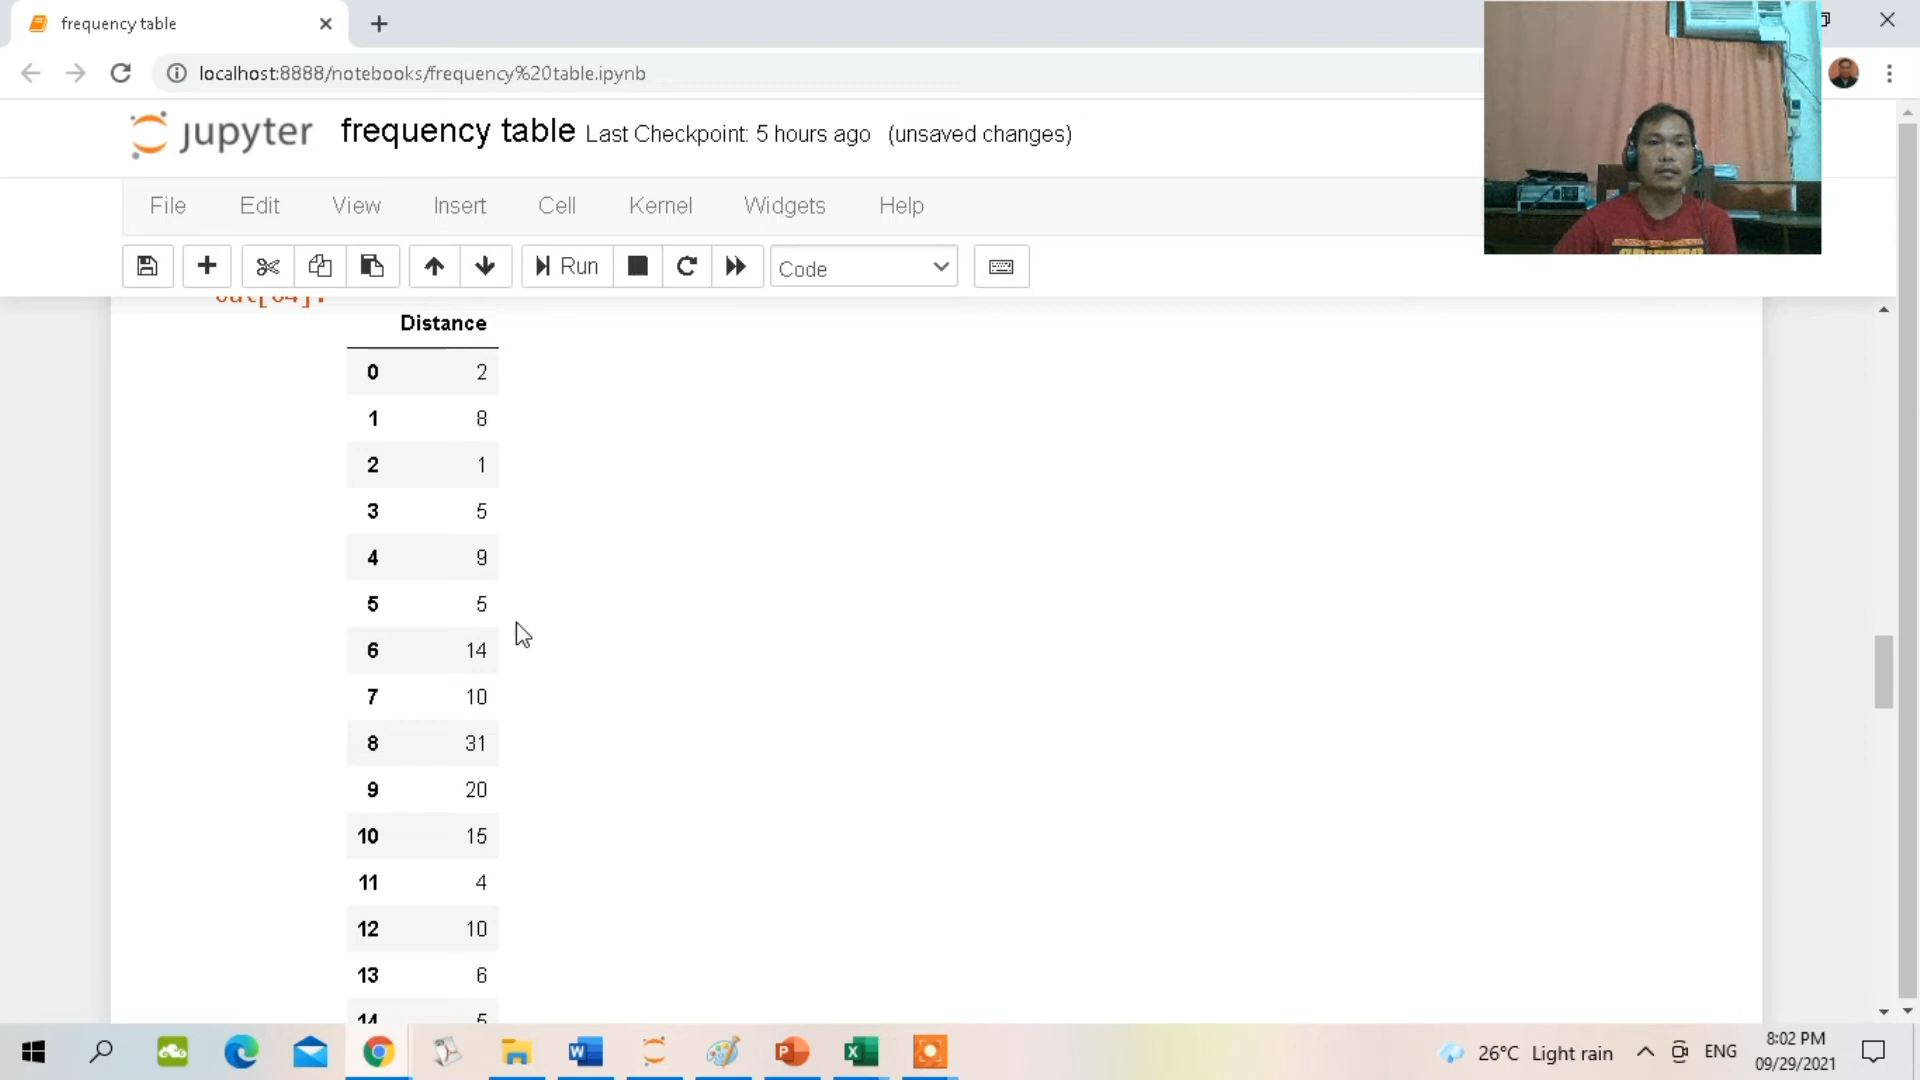 frequency table
localhost:8888/notebooks/frequency%20table.ipynb
jupyter frequency table Last Checkpoint: 5 hours ago (unsaved changes)
File Edit View Insert Cell Kernel Widgets Help
Run Code
Distance
0 2
1 8
2 1
3 5
4 9
5 5
6 14
7 10
8 31
9 20
10 15
11 4
12 10
13 6
14 5
26°C Light rain ENG 8:02 PM
09/29/2021